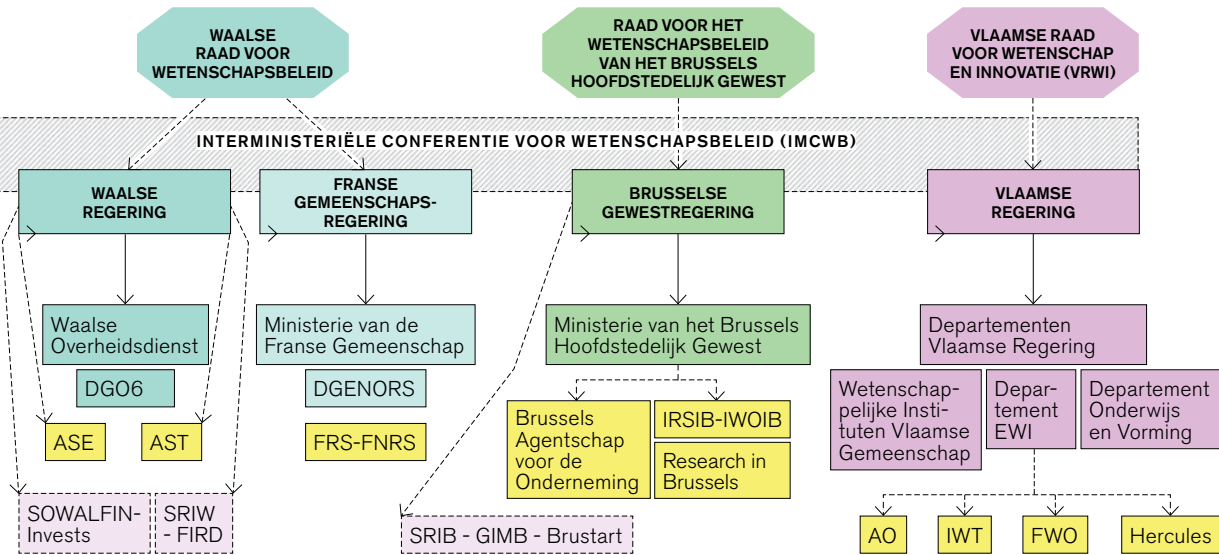 WAALSE
RAAD VOOR
WETENSCHAPSBELEID
RAAD VOOR HET
WETENSCHAPSBELEID
VAN HET BRUSSELS
HOOFDSTEDELIJK GEWEST
VLAAMSE RAAD
VOOR WETENSCHAP
EN INNOVATIE (VRWI)
INTERMINISTERIËLE CONFERENTIE VOOR WETENSCHAPSBELEID (IMCWB)
WAALSE
REGERING
FRANSE
GEMEENSCHAPS-
REGERING
BRUSSELSE
GEWESTREGERING
VLAAMSE
REGERING
Waalse
Overheidsdienst
Ministerie van de
Franse Gemeenschap
Ministerie van het Brussels
Hoofdstedelijk Gewest
Departementen
Vlaamse Regering
DGO6
DGENORS
Wetenschap-
pelijke Insti-
tuten Vlaamse
Gemeenschap
Depar-
tement
EWI
Departement
Onderwijs
en Vorming
ASE
AST
FRS-FNRS
Brussels
Agentschap
voor de
Onderneming
IRSIB-IWOIB
Research in
Brussels
SOWALFIN-
Invests
SRIW
- FIRD
SRIB - GIMB - Brustart
AO
IWT
FWO
Hercules